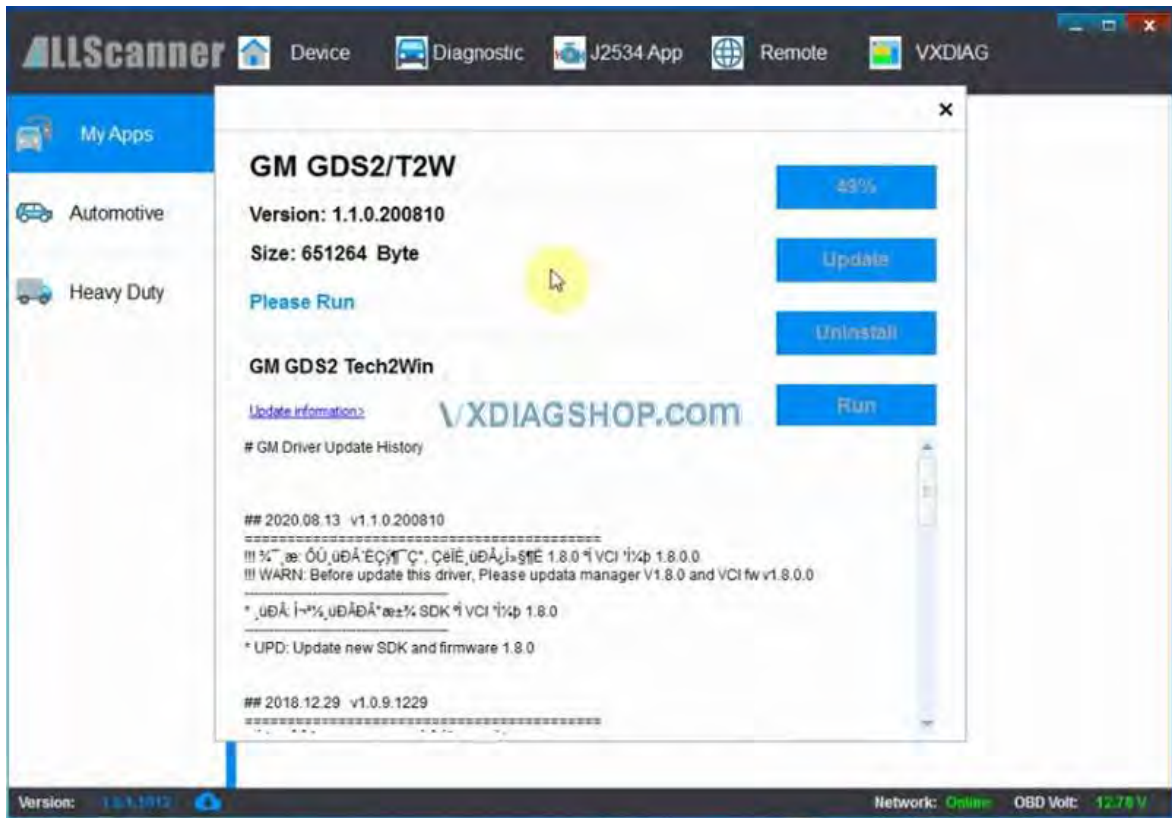 ALLScanner Device Diagnostic J2534 App Remote VXDIAG
My Apps
Automotive
Heavy Duty
GM GDS2/T2W
Version: 1.1.0.200810
Size: 651264 Byte
Please Run
49%
Update
Uninstall
Run
GM GDS2 Tech2Win
Update information>
VXDIAGSHOP.com
# GM Driver Update History
## 2020.08.13 v1.1.0.200810
===========================================
!!! WARN: Before update this driver, Please updata manager V1.8.0 and VCI fw v1.8.0.0
* UPD: Update new SDK and firmware 1.8.0
## 2018.12.29 v1.0.9.1229
===========================================
Version:
Network: Online OBD Volt: 12.78 V